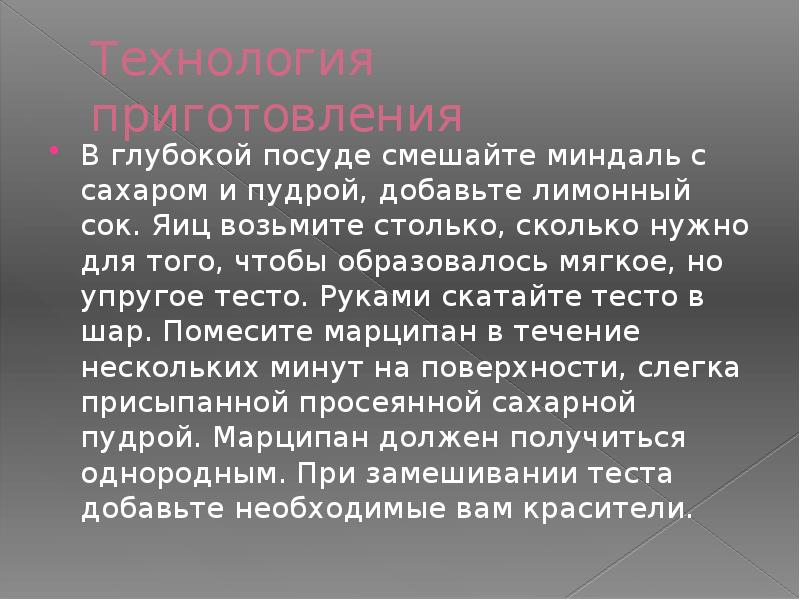 Технология
приготовления
• В глубокой посуде смешайте миндаль с
сахаром и пудрой, добавьте лимонный
сок. Яиц возьмите столько, сколько нужно
для того, чтобы образовалось мягкое, но
упругое тесто. Руками скатайте тесто в
шар. Помесите марципан в течение
нескольких минут на поверхности, слегка
присыпанной просеянной сахарной
пудрой. Марципан должен получиться
однородным. При замешивании теста
добавьте необходимые вам красители.